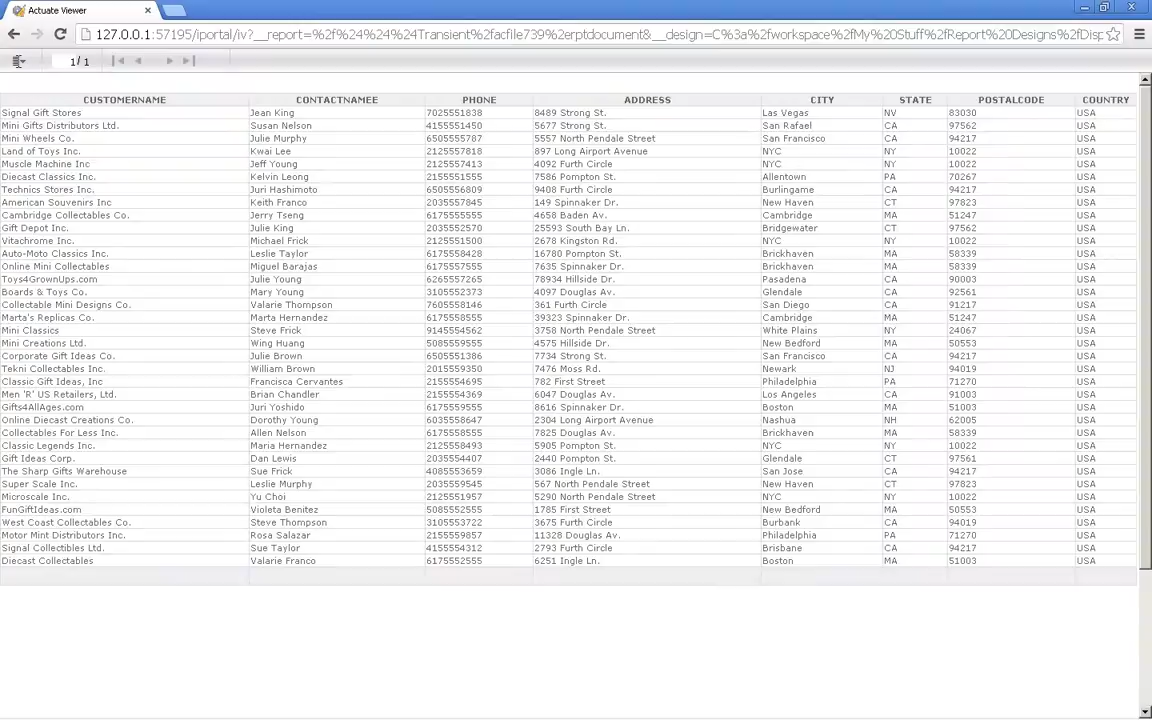 Actuate Viewer
127.0.0.1:57195/iportal/iv?__report=%2f%24%24%24Transient%2facfile739%2erptdocument&__design=C%3a%2fworkspace%2fMy%20Stuff%2fReport%20Designs%2fDisp
1/ 1
CUSTOMERNAME CONTACTNAMEE PHONE ADDRESS CITY STATE POSTALCODE COUNTRY
Signal Gift Stores Jean King 7025551838 8489 Strong St. Las Vegas NV 83030 USA
Mini Gifts Distributors Ltd. Susan Nelson 4155551450 5677 Strong St. San Rafael CA 97562 USA
Mini Wheels Co. Julie Murphy 6505555787 5557 North Pendale Street San Francisco CA 94217 USA
Land of Toys Inc. Kwai Lee 2125557818 897 Long Airport Avenue NYC NY 10022 USA
Muscle Machine Inc Jeff Young 2125557413 4092 Furth Circle NYC NY 10022 USA
Diecast Classics Inc. Kelvin Leong 2155551555 7586 Pompton St. Allentown PA 70267 USA
Technics Stores Inc. Juri Hashimoto 6505556809 9408 Furth Circle Burlingame CA 94217 USA
American Souvenirs Inc Keith Franco 2035557845 149 Spinnaker Dr. New Haven CT 97823 USA
Cambridge Collectables Co. Jerry Tseng 6175555555 4658 Baden Av. Cambridge MA 51247 USA
Gift Depot Inc. Julie King 2035552570 25593 South Bay Ln. Bridgewater CT 97562 USA
Vitachrome Inc. Michael Frick 2125551500 2678 Kingston Rd. NYC NY 10022 USA
Auto-Moto Classics Inc. Leslie Taylor 6175558428 16780 Pompton St. Brickhaven MA 58339 USA
Online Mini Collectables Miguel Barajas 6175557555 7635 Spinnaker Dr. Brickhaven MA 58339 USA
Toys4GrownUps.com Julie Young 6265557265 78934 Hillside Dr. Pasadena CA 90003 USA
Boards & Toys Co. Mary Young 3105552373 4097 Douglas Av. Glendale CA 92561 USA
Collectable Mini Designs Co. Valarie Thompson 7605558146 361 Furth Circle San Diego CA 91217 USA
Marta's Replicas Co. Marta Hernandez 6175558555 39323 Spinnaker Dr. Cambridge MA 51247 USA
Mini Classics Steve Frick 9145554562 3758 North Pendale Street White Plains NY 24067 USA
Mini Creations Ltd. Wing Huang 5085559555 4575 Hillside Dr. New Bedford MA 50553 USA
Corporate Gift Ideas Co. Julie Brown 6505551386 7734 Strong St. San Francisco CA 94217 USA
Tekni Collectables Inc. William Brown 2015559350 7476 Moss Rd. Newark NJ 94019 USA
Classic Gift Ideas, Inc Francisca Cervantes 2155554695 782 First Street Philadelphia PA 71270 USA
Men 'R' US Retailers, Ltd. Brian Chandler 2155554369 6047 Douglas Av. Los Angeles CA 91003 USA
Gifts4AllAges.com Juri Yoshido 6175559555 8616 Spinnaker Dr. Boston MA 51003 USA
Online Diecast Creations Co. Dorothy Young 6035558647 2304 Long Airport Avenue Nashua NH 62005 USA
Collectables For Less Inc. Allen Nelson 6175558555 7825 Douglas Av. Brickhaven MA 58339 USA
Classic Legends Inc. Maria Hernandez 2125558493 5905 Pompton St. NYC NY 10022 USA
Gift Ideas Corp. Dan Lewis 2035554407 2440 Pompton St. Glendale CT 97561 USA
The Sharp Gifts Warehouse Sue Frick 4085553659 3086 Ingle Ln. San Jose CA 94217 USA
Super Scale Inc. Leslie Murphy 2035559545 567 North Pendale Street New Haven CT 97823 USA
Microscale Inc. Yu Choi 2125551957 5290 North Pendale Street NYC NY 10022 USA
FunGiftIdeas.com Violeta Benitez 5085552555 1785 First Street New Bedford MA 50553 USA
West Coast Collectables Co. Steve Thompson 3105553722 3675 Furth Circle Burbank CA 94019 USA
Motor Mint Distributors Inc. Rosa Salazar 2155559857 11328 Douglas Av. Philadelphia PA 71270 USA
Signal Collectibles Ltd. Sue Taylor 4155554312 2793 Furth Circle Brisbane CA 94217 USA
Diecast Collectables Valarie Franco 6175552555 6251 Ingle Ln. Boston MA 51003 USA